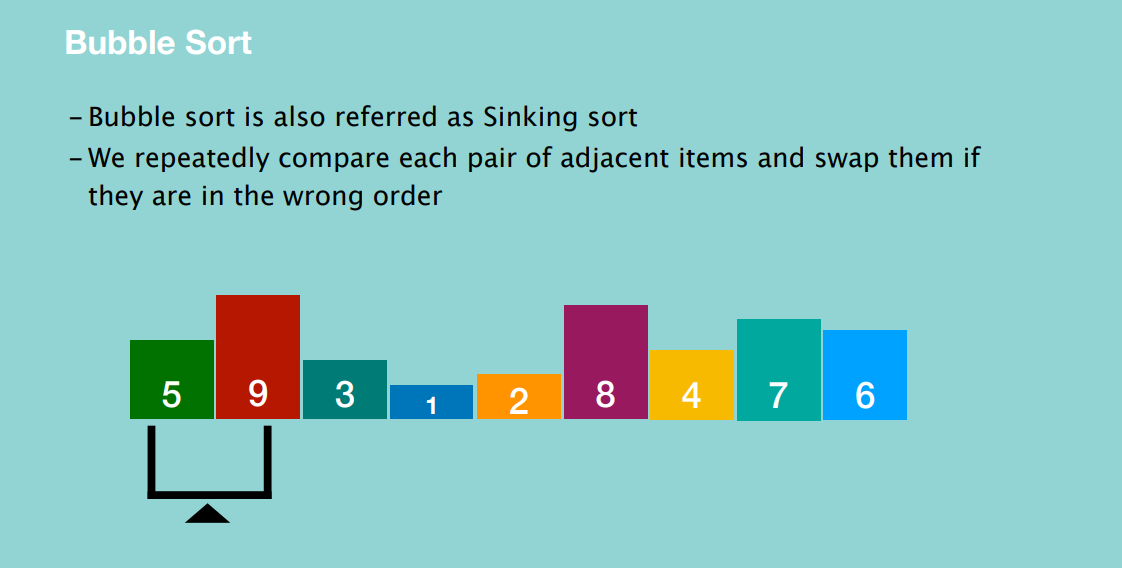 Bubble Sort
– Bubble sort is also referred as Sinking sort
– We repeatedly compare each pair of adjacent items and swap them if
they are in the wrong order
5 9 3 1 2 8 4 7 6